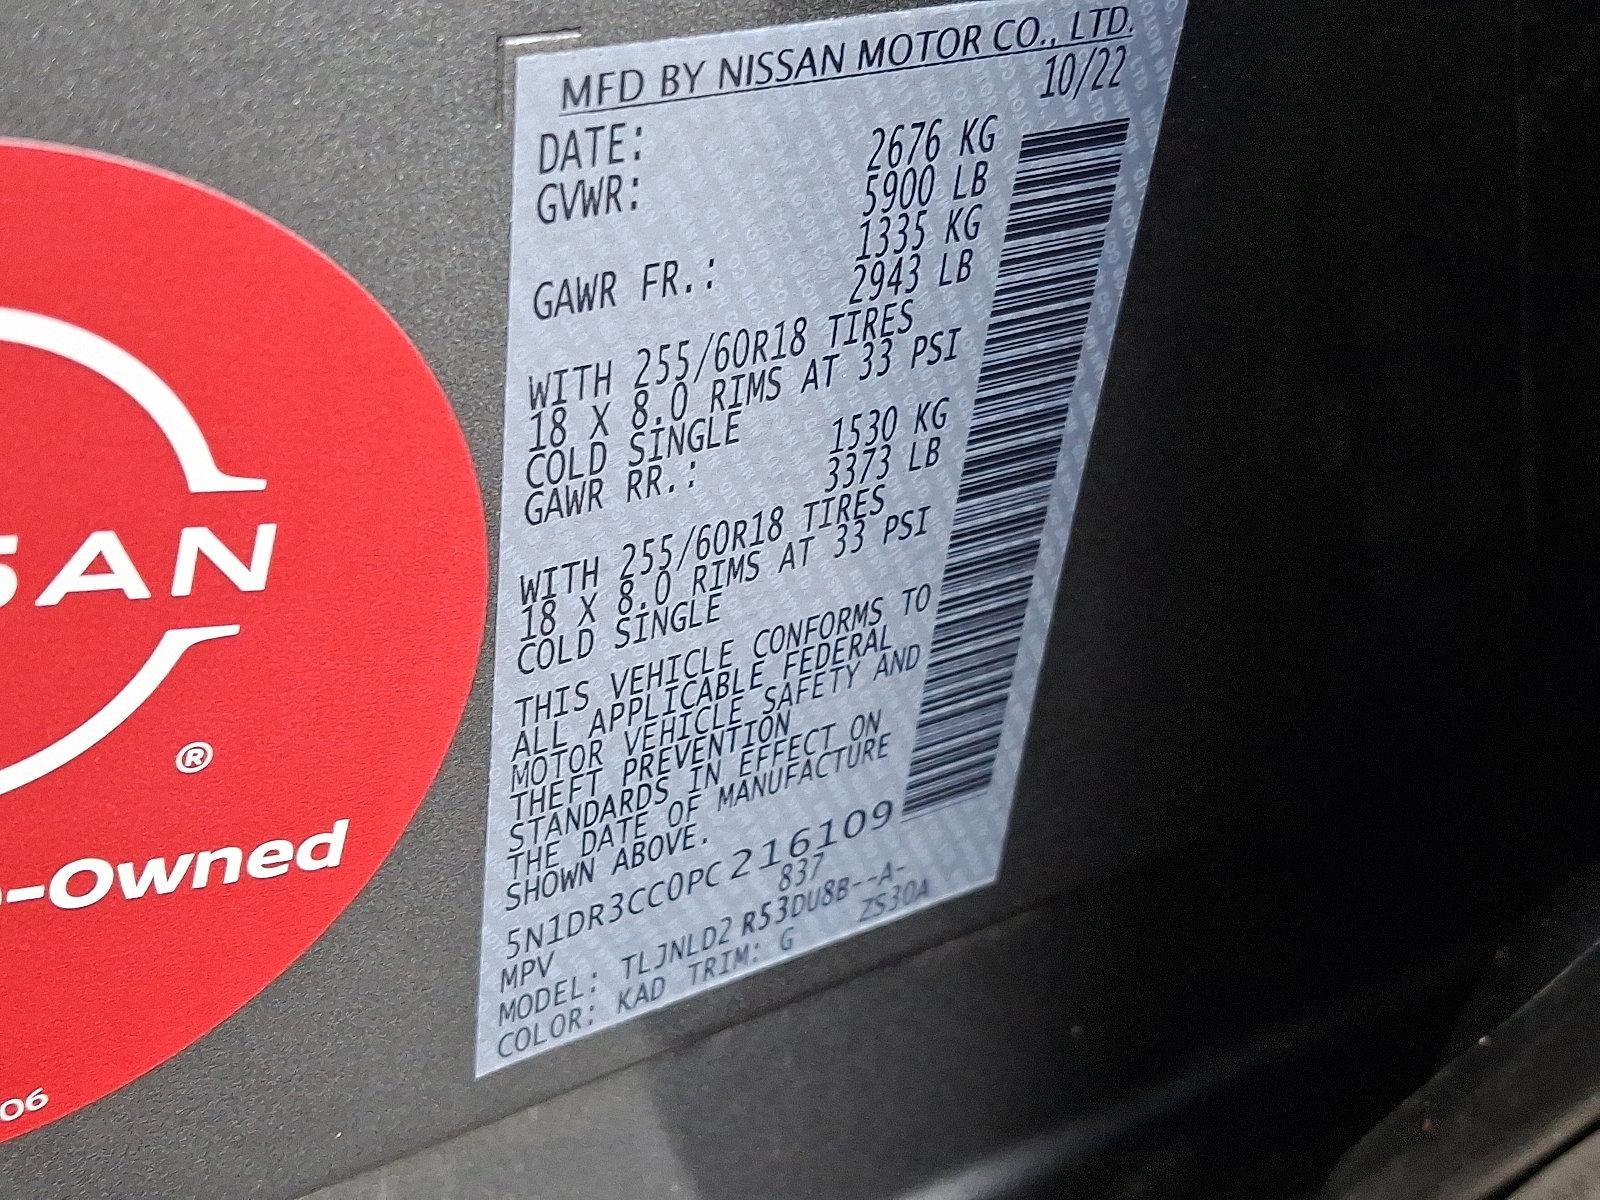 MFD BY NISSAN MOTOR CO., LTD.
DATE: 10/22
GVWR: 2676 KG
5900 LB
GAWR FR.: 1335 KG
2943 LB
WITH 255/60R18 TIRES
18 X 8.0 RIMS AT 33 PSI
COLD SINGLE
GAWR RR.: 1530 KG
3373 LB
WITH 255/60R18 TIRES
18 X 8.0 RIMS AT 33 PSI
COLD SINGLE
THIS VEHICLE CONFORMS TO
ALL APPLICABLE FEDERAL
MOTOR VEHICLE SAFETY AND
THEFT PREVENTION
STANDARDS IN EFFECT ON
THE DATE OF MANUFACTURE
SHOWN ABOVE.
5N1DR3CC0PC216109
MPV 837
MODEL: TLJNLD2 R53DU8B--A-
COLOR: KAD TRIM: G ZS30A
SSAN
®
-Owned
06